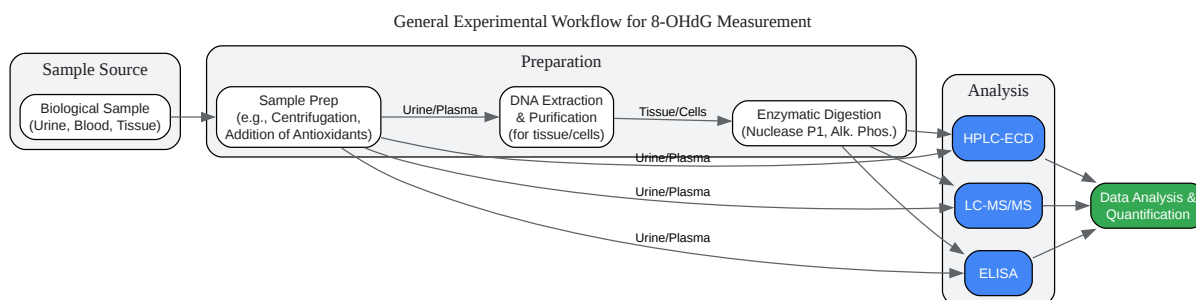 General Experimental Workflow for 8-OHdG Measurement
Sample Source
Biological Sample
(Urine, Blood, Tissue)
Preparation
Sample Prep
(e.g., Centrifugation,
Addition of Antioxidants)
Urine/Plasma
DNA Extraction
& Purification
(for tissue/cells)
Tissue/Cells
Enzymatic Digestion
(Nuclease P1, Alk. Phos.)
Urine/Plasma
Urine/Plasma
Urine/Plasma
Analysis
HPLC-ECD
LC-MS/MS
ELISA
Data Analysis &
Quantification